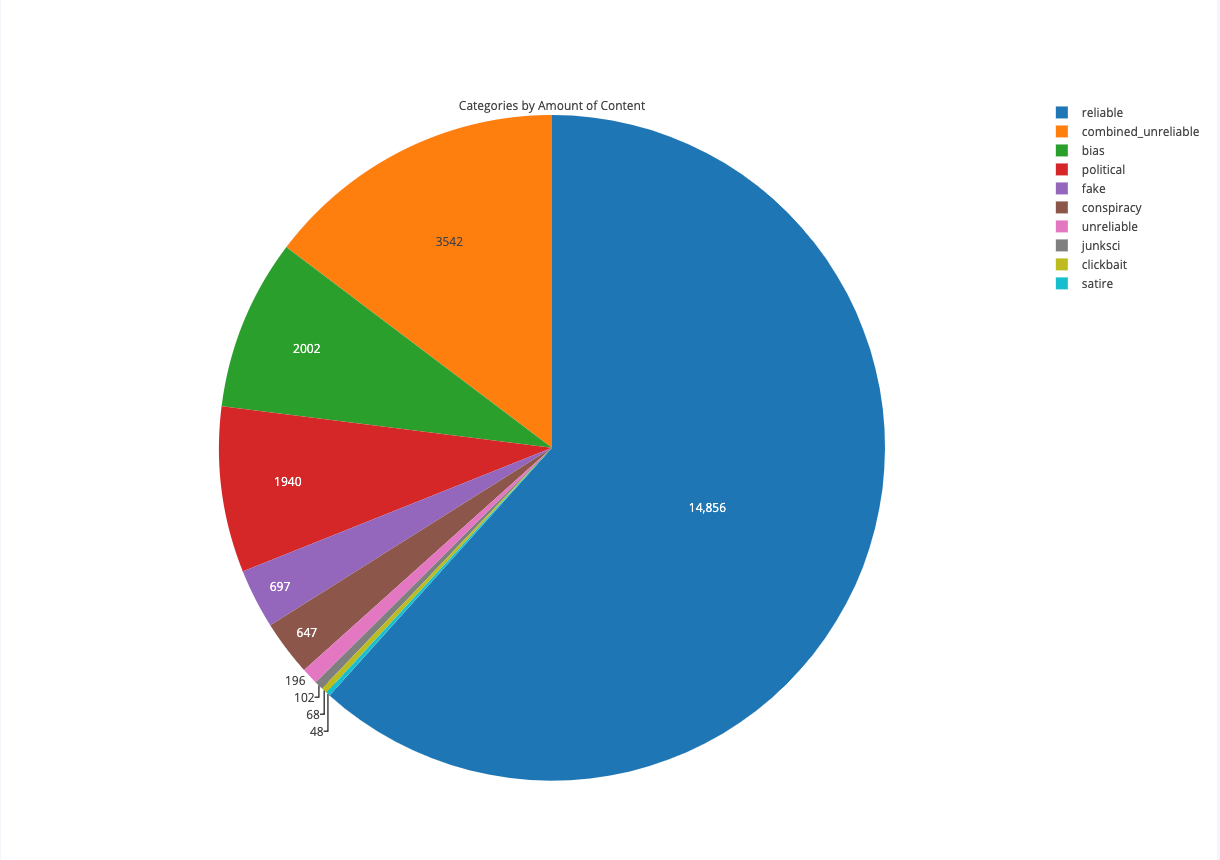 Categories by Amount of Content
reliable
combined_unreliable
bias
political
fake
conspiracy
unreliable
junksci
clickbait
satire
3542
2002
1940
14,856
697
647
196
102
68
48